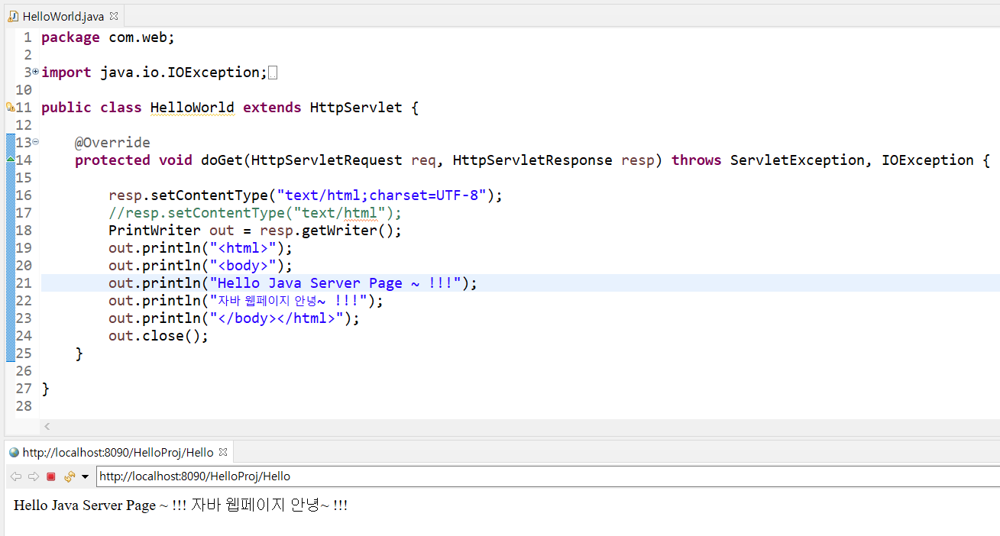 HelloWorld.java
1 package com.web;
2
3 import java.io.IOException;
10
11 public class HelloWorld extends HttpServlet {
12
13 @Override
14 protected void doGet(HttpServletRequest req, HttpServletResponse resp) throws ServletException, IOException {
15
16 resp.setContentType("text/html;charset=UTF-8");
17 //resp.setContentType("text/html");
18 PrintWriter out = resp.getWriter();
19 out.println("<html>");
20 out.println("<body>");
21 out.println("Hello Java Server Page ~ !!!");
22 out.println("자바 웹페이지 안녕~ !!!");
23 out.println("</body></html>");
24 out.close();
25 }
26
27 }
28
http://localhost:8090/HelloProj/Hello
http://localhost:8090/HelloProj/Hello
Hello Java Server Page ~ !!! 자바 웹페이지 안녕~ !!!